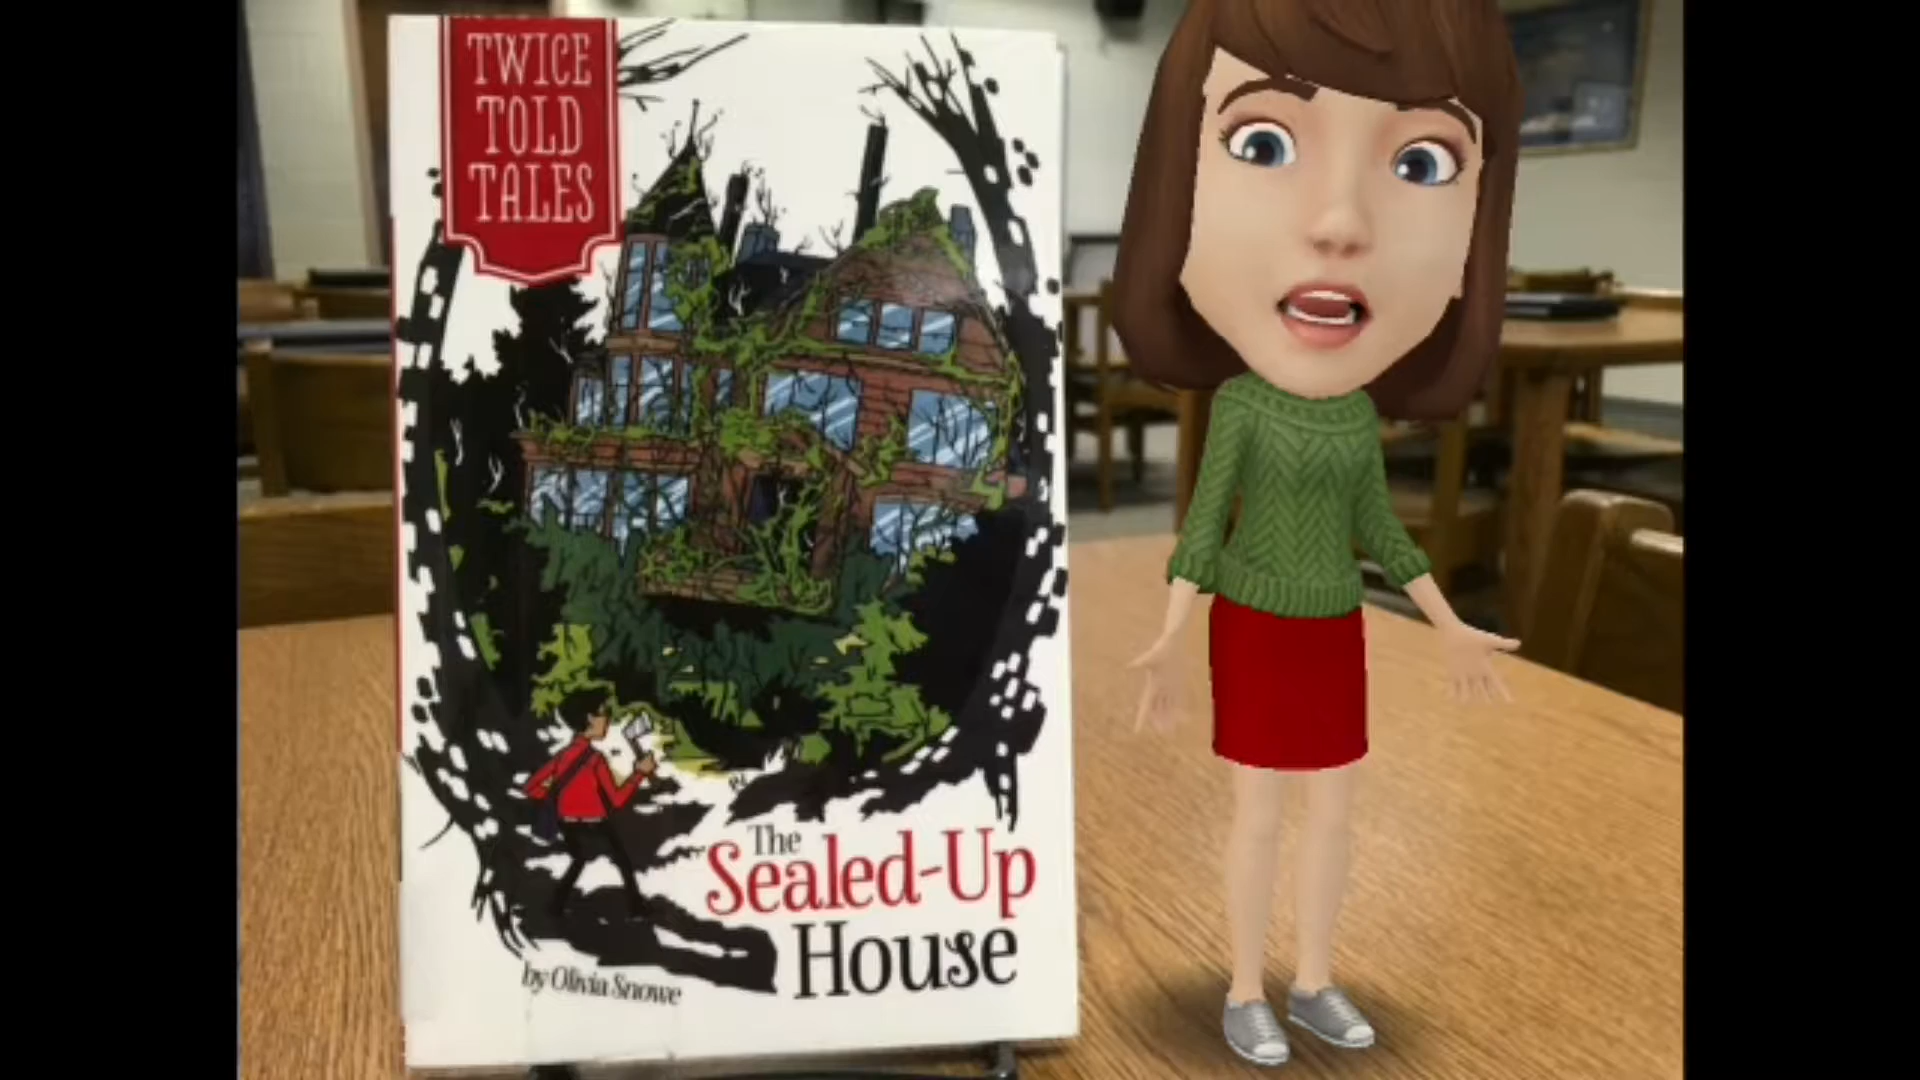 TWICE
TOLD
TALES
The
Sealed-Up
House
by Olivia Snowe